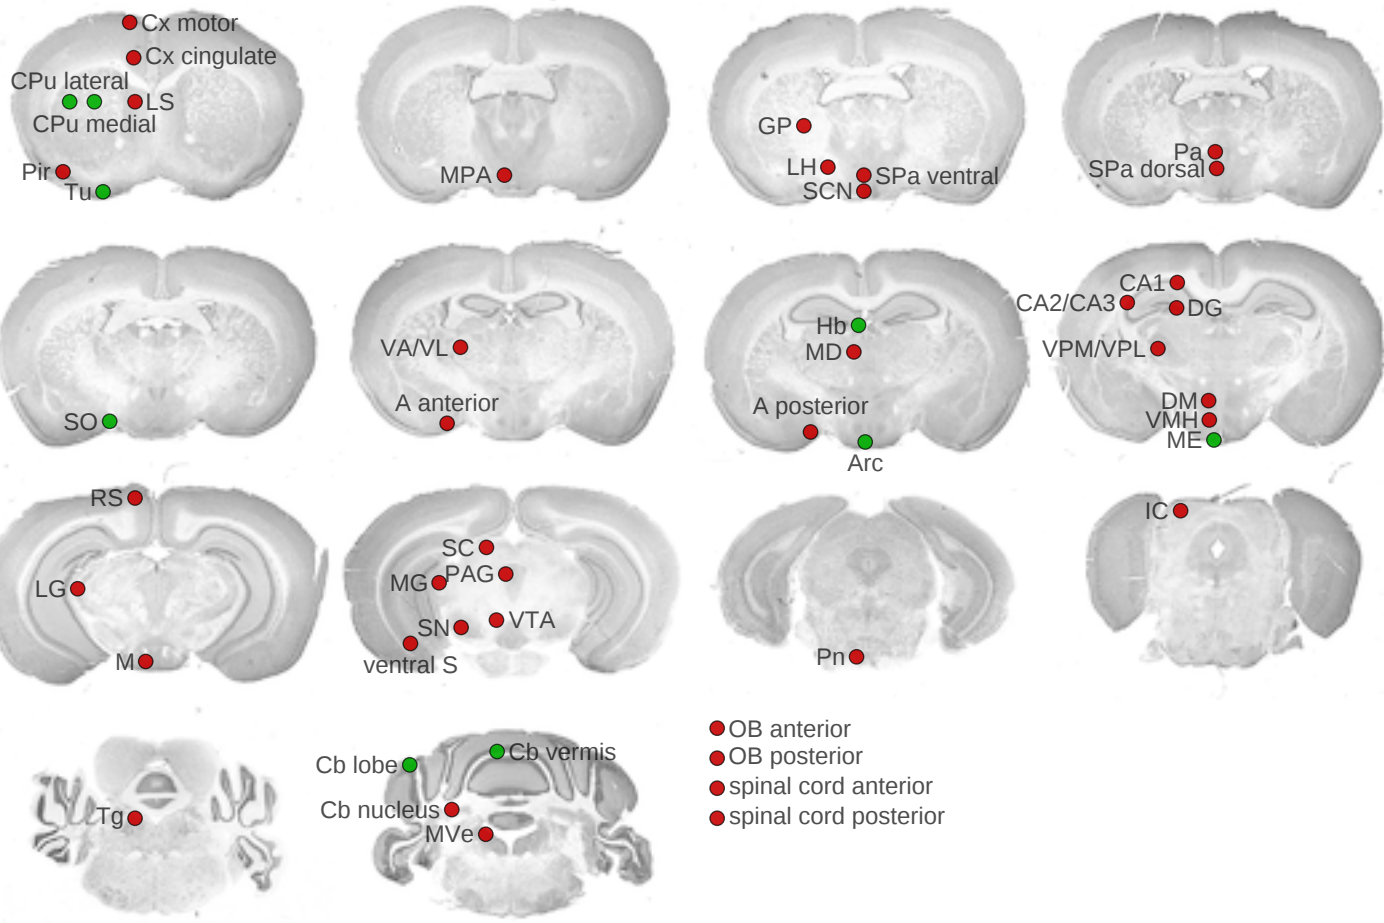 Cx motor
Cx cingulate
CPu lateral
LS
CPu medial
Pir
Tu
MPA
GP
LH
SPa ventral
SCN
Pa
SPa dorsal
SO
VA/VL
A anterior
Hb
MD
A posterior
Arc
CA1
CA2/CA3
DG
VPM/VPL
DM
VMH
ME
RS
LG
M
SC
MG
PAG
SN
VTA
ventral S
Pn
IC
Tg
Cb lobe
Cb vermis
Cb nucleus
MVe
OB anterior
OB posterior
spinal cord anterior
spinal cord posterior